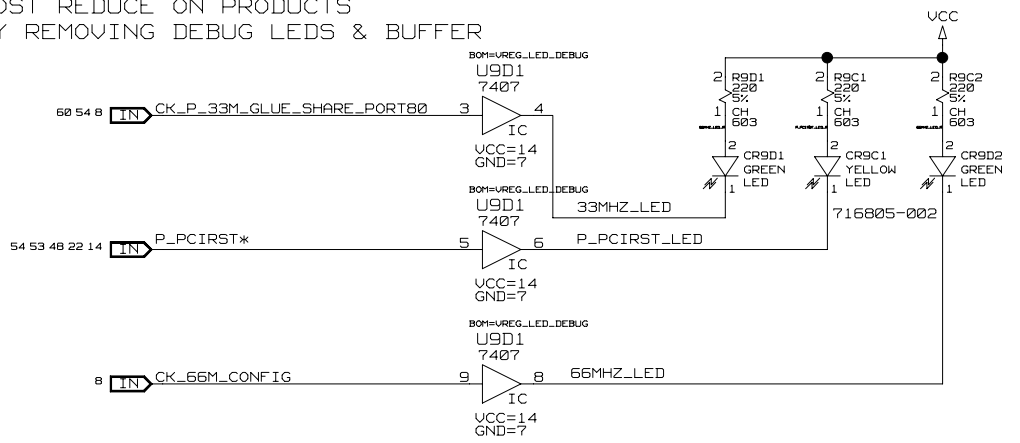 OST REDUCE ON PRODUCTS
Y REMOVING DEBUG LEDS & BUFFER
VCC
BOM=VREG_LED_DEBUG
U9D1
7407
60 54 8 IN CK_P_33M_GLUE_SHARE_PORT80 3 4
IC
VCC=14
GND=7
2 R9D1
220
5%
1 CH
603
2 R9C1
220
5%
1 CH
603
2 R9C2
220
5%
1 CH
603
2
CR9D1
GREEN
LED
1
2
CR9C1
YELLOW
LED
1
2
CR9D2
GREEN
LED
1
33MHZ_LED
716805-002
BOM=VREG_LED_DEBUG
U9D1
7407
54 53 48 22 14 IN P_PCIRST* 5 6 P_PCIRST_LED
IC
VCC=14
GND=7
BOM=VREG_LED_DEBUG
U9D1
7407
8 IN CK_66M_CONFIG 9 8 66MHZ_LED
IC
VCC=14
GND=7